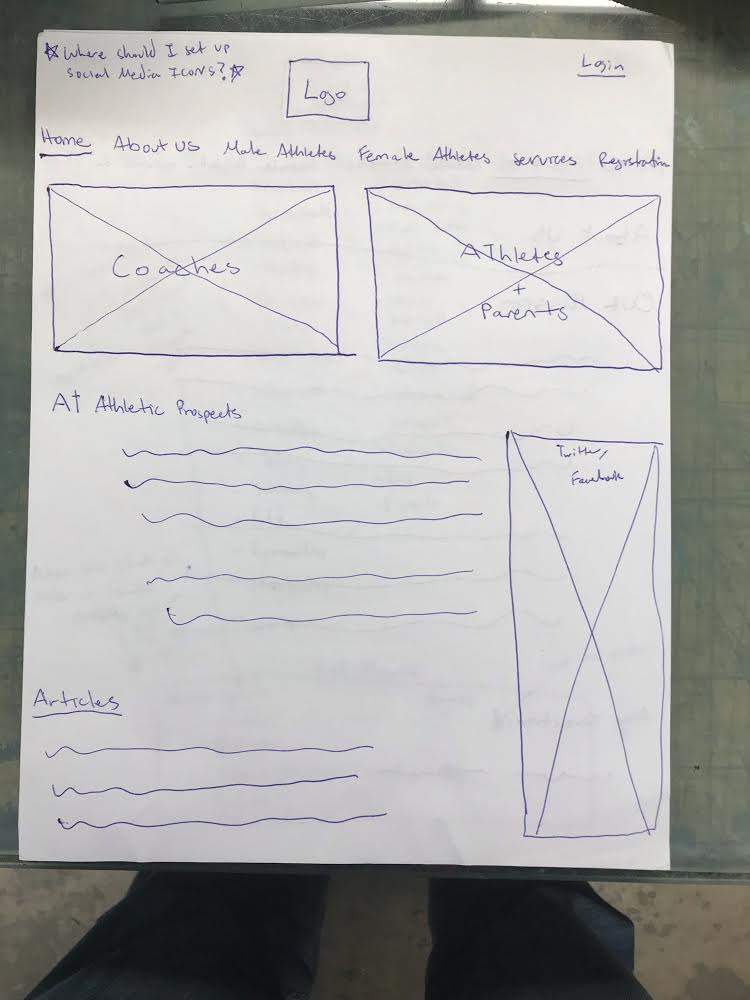 ☆ Where should I set up
Social Media ICONS? ☆
Login
Logo
Home About US Male Athletes Female Athletes Services Registration
Coaches
Athletes
+
Parents
At Athletic Prospects
Twitter/
Facebook
Articles